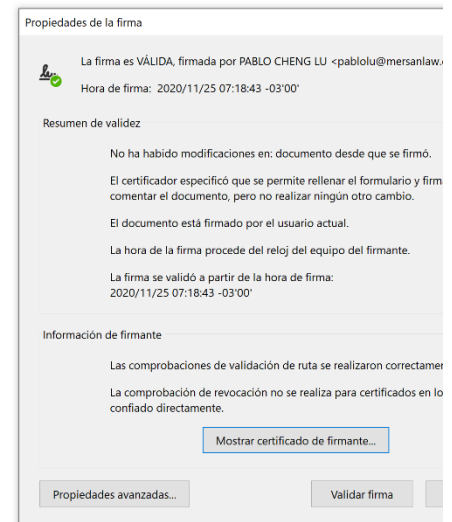 Propiedades de la firma
La firma es VÁLIDA, firmada por PABLO CHENG LU <pablolu@mersanlaw.
Hora de firma: 2020/11/25 07:18:43 -03'00'
Resumen de validez
No ha habido modificaciones en: documento desde que se firmó.
El certificador especificó que se permite rellenar el formulario y
comentar el documento, pero no realizar ningún otro cambio.
El documento está firmado por el usuario actual.
La hora de la firma procede del reloj del equipo del firmante.
La firma se validó a partir de la hora de firma:
2020/11/25 07:18:43 -03'00'
Información de firmante
Las comprobaciones de validación de ruta se realizaron
La comprobación de revocación no se realiza para certificados en
confiado directamente.
Mostrar certificado de firmante...
Propiedades avanzadas...
Validar firma